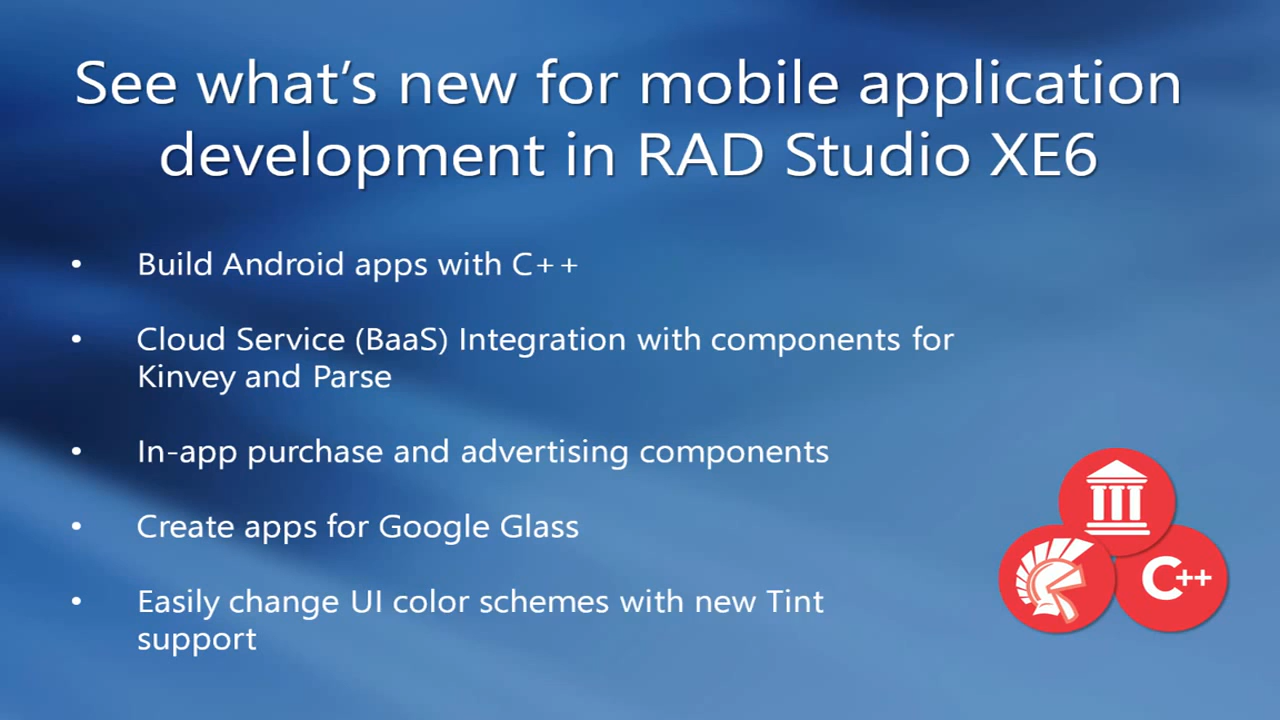 See what’s new for mobile application
development in RAD Studio XE6
• Build Android apps with C++
• Cloud Service (BaaS) Integration with components for
Kinvey and Parse
• In-app purchase and advertising components
• Create apps for Google Glass
• Easily change UI color schemes with new Tint
support
C++